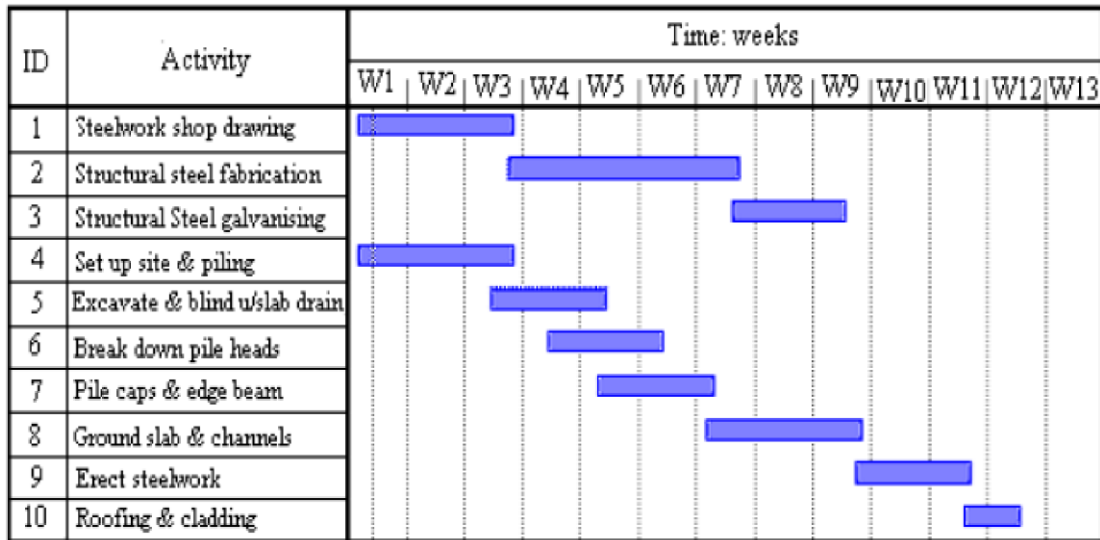 ID Activity Time: weeks
W1 W2 W3 W4 W5 W6 W7 W8 W9 W10 W11 W12 W13
1 Steelwork shop drawing
2 Structural steel fabrication
3 Structural Steel galvanising
4 Set up site & piling
5 Excavate & blind u/slab drain
6 Break down pile heads
7 Pile caps & edge beam
8 Ground slab & channels
9 Erect steelwork
10 Roofing & cladding